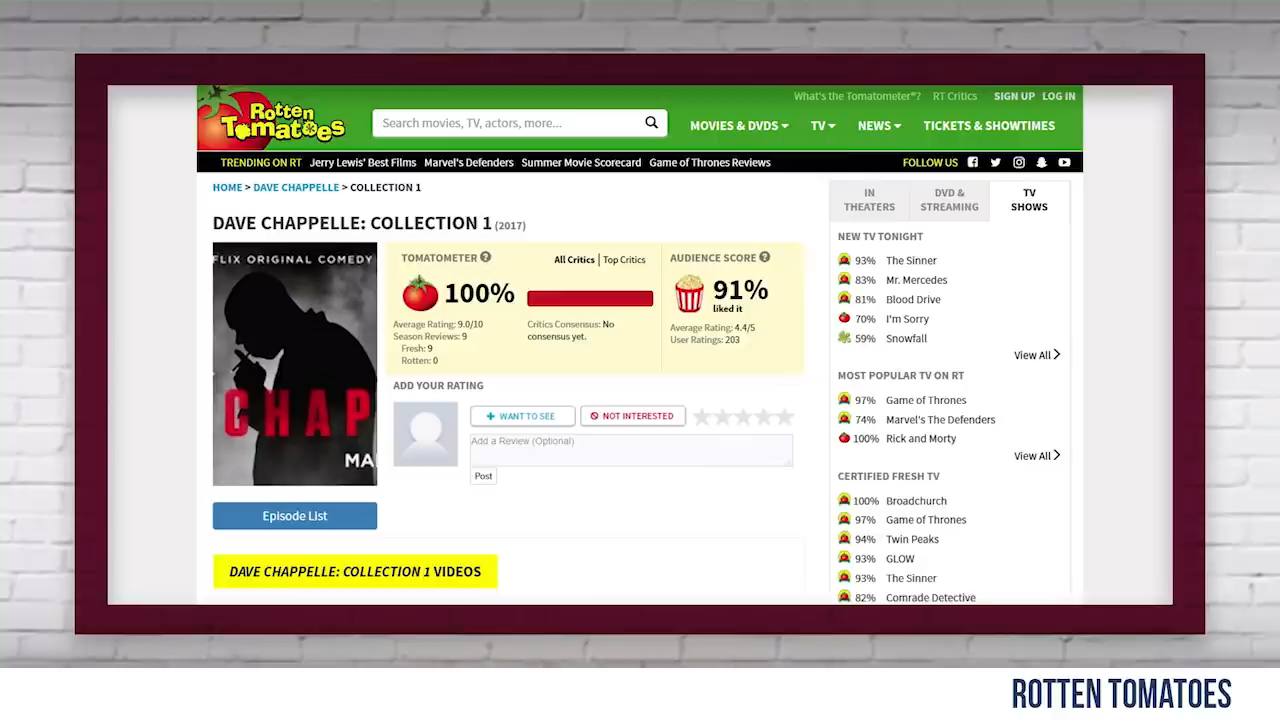 Rotten
Tomatoes
Search movies, TV, actors, more...
What's the Tomatometer®? RT Critics SIGN UP LOG IN
MOVIES & DVDS TV NEWS TICKETS & SHOWTIMES
TRENDING ON RT Jerry Lewis' Best Films Marvel's Defenders Summer Movie Scorecard Game of Thrones Reviews FOLLOW US
HOME > DAVE CHAPPELLE > COLLECTION 1
DAVE CHAPPELLE: COLLECTION 1 (2017)
FLIX ORIGINAL COMEDY
CHAP
MA
Episode List
TOMATOMETER
All Critics | Top Critics
100%
Average Rating: 9.0/10
Season Reviews: 9
Fresh: 9
Rotten: 0
Critics Consensus: No
consensus yet.
AUDIENCE SCORE
91%
liked it
Average Rating: 4.4/5
User Ratings: 203
ADD YOUR RATING
WANT TO SEE
NOT INTERESTED
Add a Review (Optional)
Post
DAVE CHAPPELLE: COLLECTION 1 VIDEOS
IN
THEATERS
DVD &
STREAMING
TV
SHOWS
NEW TV TONIGHT
93% The Sinner
83% Mr. Mercedes
81% Blood Drive
70% I'm Sorry
59% Snowfall
View All
MOST POPULAR TV ON RT
97% Game of Thrones
74% Marvel's The Defenders
100% Rick and Morty
View All
CERTIFIED FRESH TV
100% Broadchurch
97% Game of Thrones
94% Twin Peaks
93% GLOW
93% The Sinner
82% Comrade Detective
ROTTEN TOMATOES